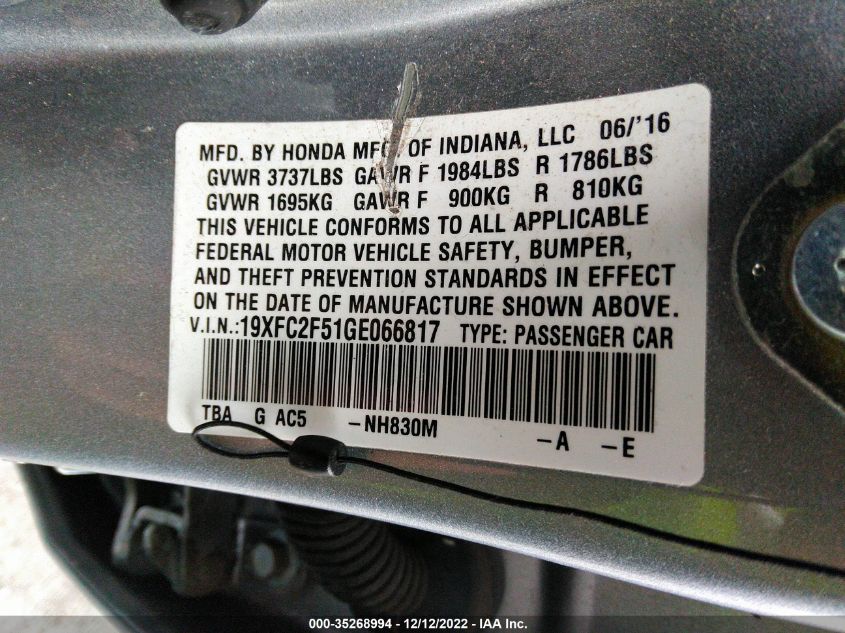 MFD. BY HONDA MFG OF INDIANA, LLC 06/'16
GVWR 3737LBS GAWR F 1984LBS R 1786LBS
GVWR 1695KG GAWR F 900KG R 810KG
THIS VEHICLE CONFORMS TO ALL APPLICABLE
FEDERAL MOTOR VEHICLE SAFETY, BUMPER,
AND THEFT PREVENTION STANDARDS IN EFFECT
ON THE DATE OF MANUFACTURE SHOWN ABOVE.
V.I.N.:19XFC2F51GE066817 TYPE: PASSENGER CAR
TBA G AC5 -NH830M -A -E
000-35268994 - 12/12/2022 - IAA Inc.